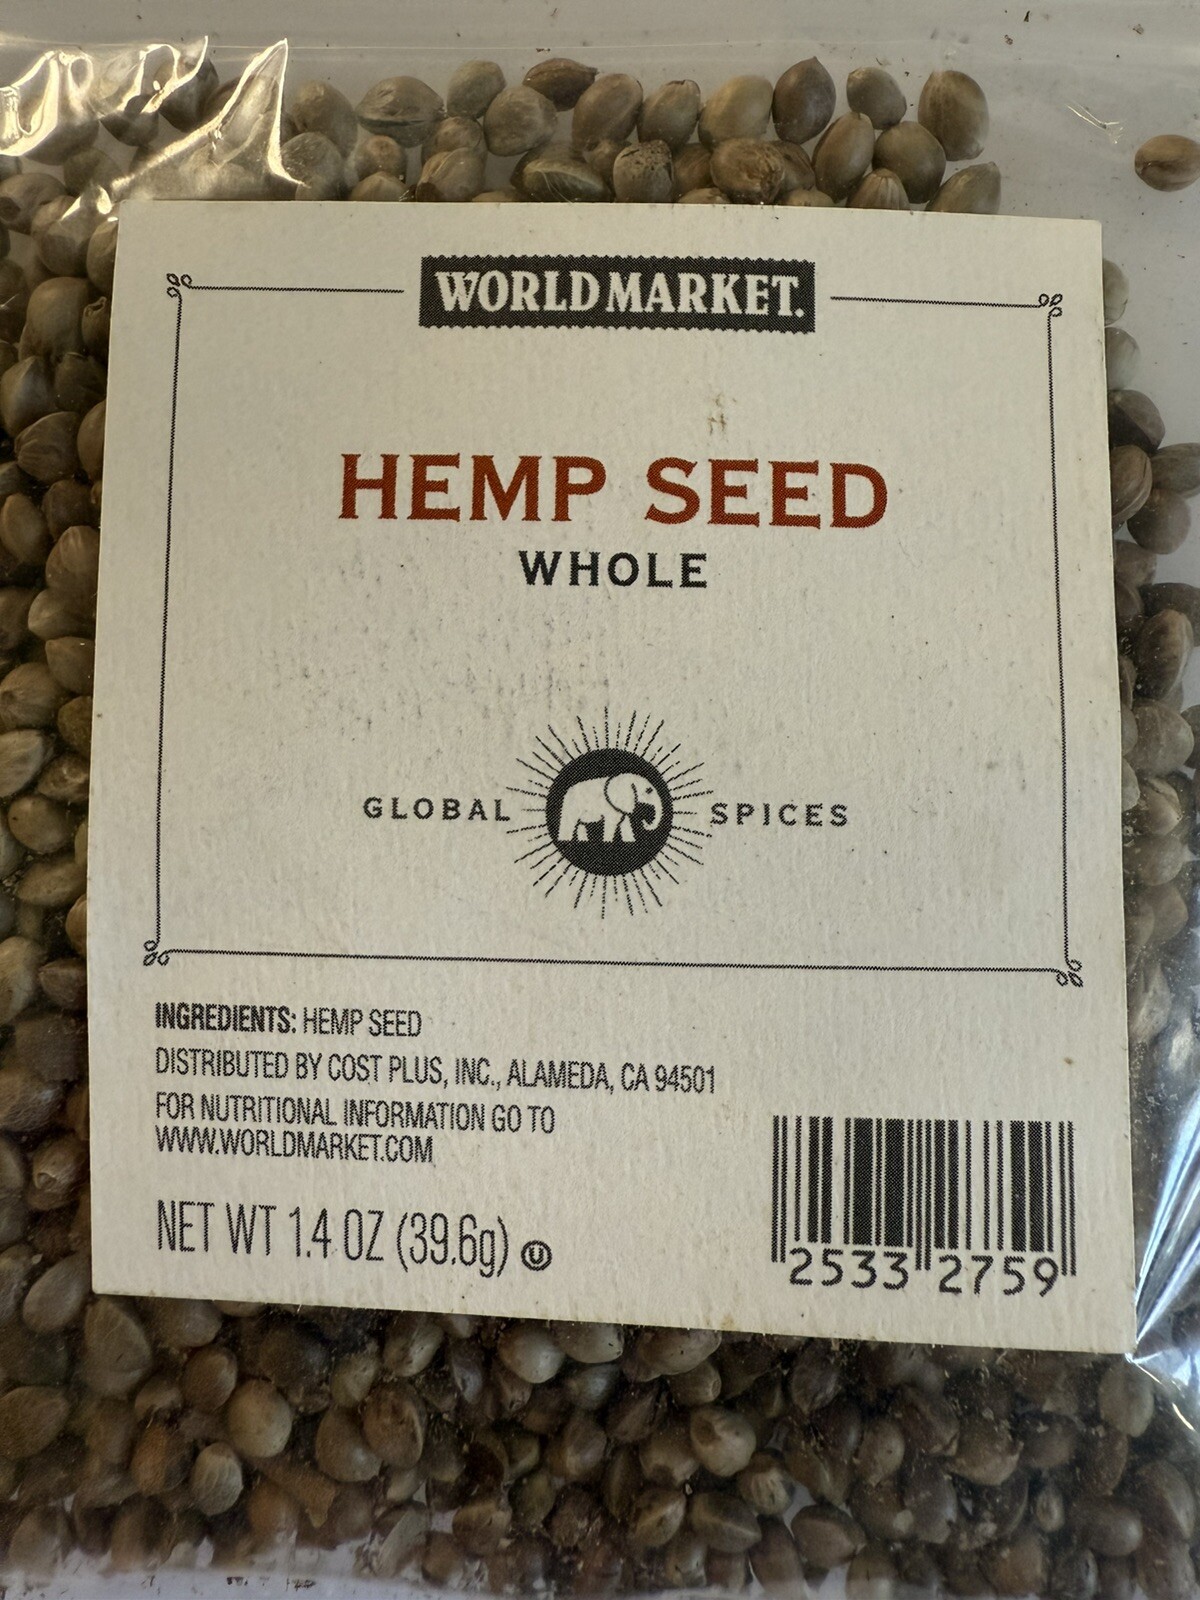 WORLD MARKET.
HEMP SEED
WHOLE
GLOBAL SPICES
INGREDIENTS: HEMP SEED
DISTRIBUTED BY COST PLUS, INC., ALAMEDA, CA 94501
FOR NUTRITIONAL INFORMATION GO TO
WWW.WORLDMARKET.COM
NET WT 1.4 OZ (39.6g) U
2533 2759